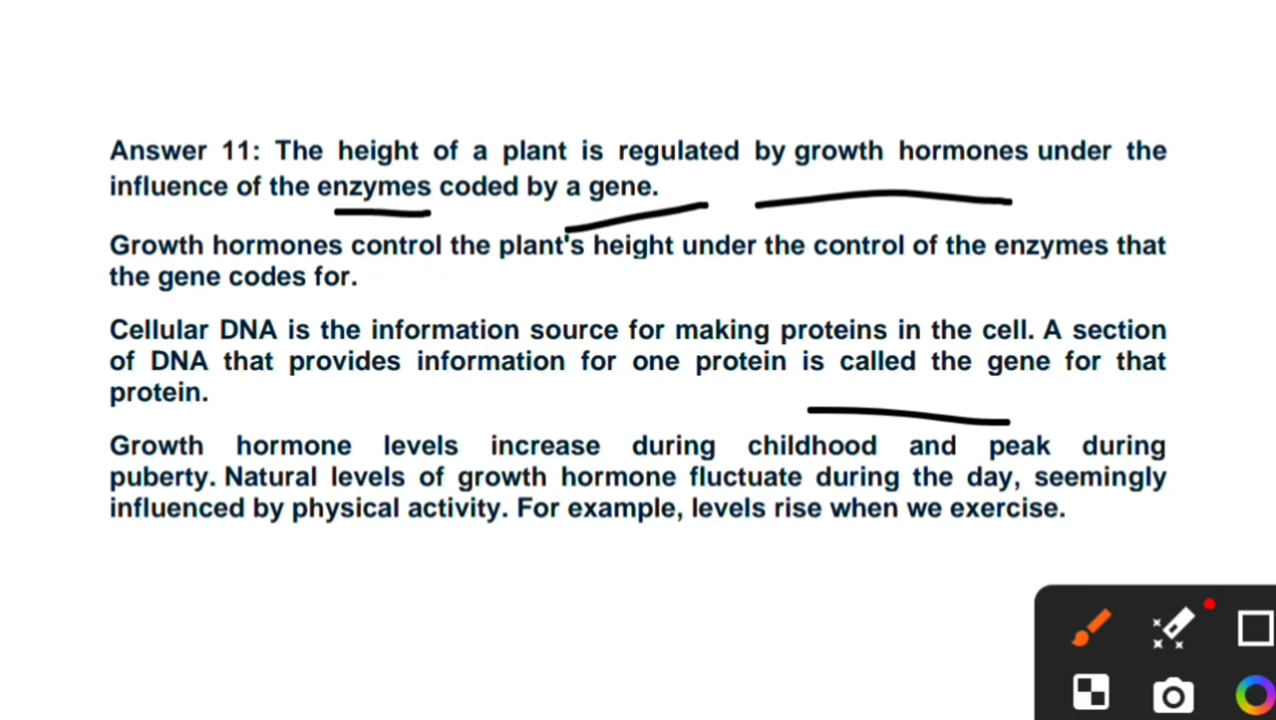 Answer 11: The height of a plant is regulated by growth hormones under the
influence of the enzymes coded by a gene.
Growth hormones control the plant's height under the control of the enzymes that
the gene codes for.
Cellular DNA is the information source for making proteins in the cell. A section
of DNA that provides information for one protein is called the gene for that
protein.
Growth hormone levels increase during childhood and peak during
puberty. Natural levels of growth hormone fluctuate during the day, seemingly
influenced by physical activity. For example, levels rise when we exercise.